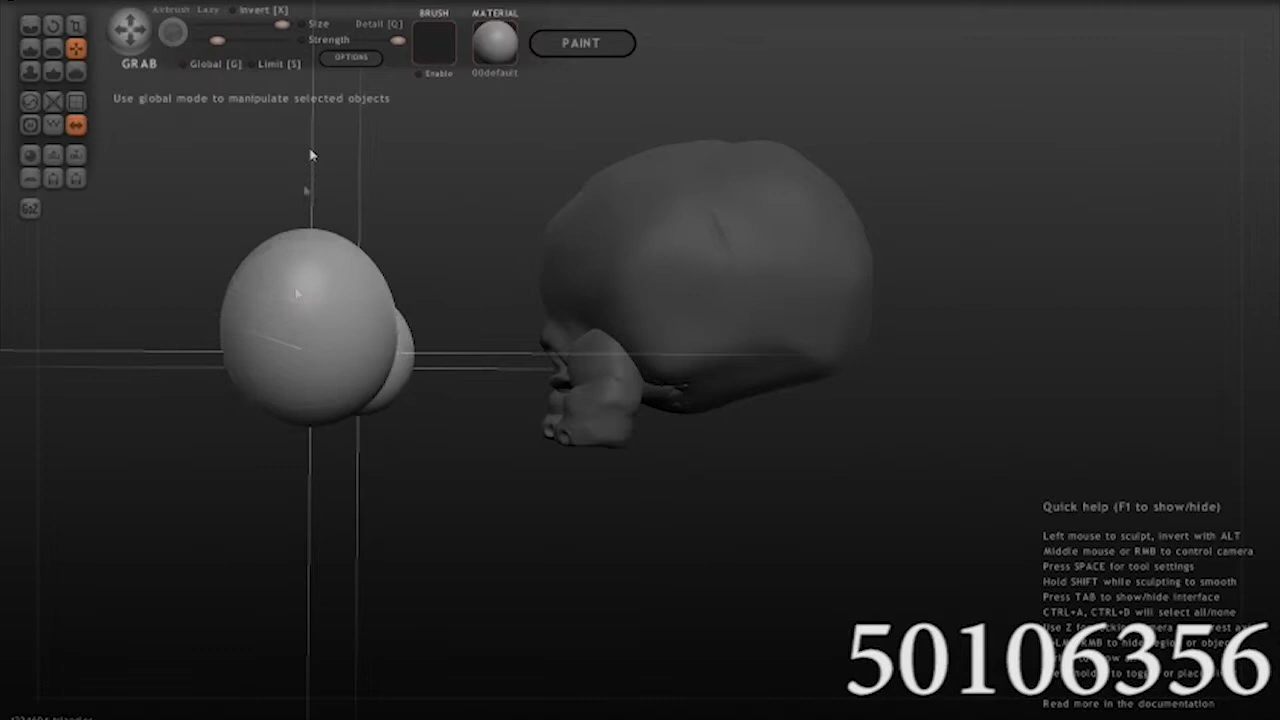 Airbrush Lazy Invert [X]
Size Detail [Q]
Strength
GRAB Global [G] Limit [S] OPTIONS
BRUSH
Enable
MATERIAL
00default
PAINT
Use global mode to manipulate selected objects
GoZ
Quick help (F1 to show/hide)
Left mouse to sculpt, invert with ALT
Middle mouse or RMB to control camera
Press SPACE for tool settings
Hold SHIFT while sculpting to smooth
Press TAB to show/hide interface
CTRL+A, CTRL+D will select all/none
50106356
Read more in the documentation